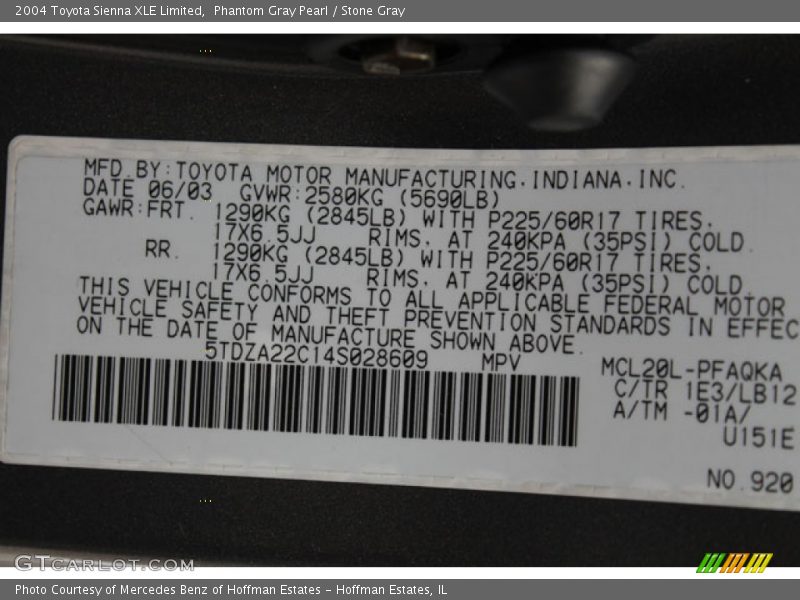 2004 Toyota Sienna XLE Limited,  Phantom Gray Pearl / Stone Gray
MFD.BY:TOYOTA MOTOR MANUFACTURING.INDIANA.INC.
DATE 06/03 GVWR:2580KG (5690LB)
GAWR:FRT. 1290KG (2845LB) WITH P225/60R17 TIRES.
17X6.5JJ RIMS. AT 240KPA (35PSI) COLD.
RR. 1290KG (2845LB) WITH P225/60R17 TIRES.
17X6.5JJ RIMS. AT 240KPA (35PSI) COLD.
THIS VEHICLE CONFORMS TO ALL APPLICABLE FEDERAL MOTOR
VEHICLE SAFETY AND THEFT PREVENTION STANDARDS IN EFFEC
ON THE DATE OF MANUFACTURE SHOWN ABOVE.
5TDZA22C14S028609 MPV
MCL20L-PFAQKA
C/TR 1E3/LB12
A/TM -01A/
U151E
NO.920
GTCARLOT.COM
Photo Courtesy of Mercedes Benz of Hoffman Estates - Hoffman Estates, IL